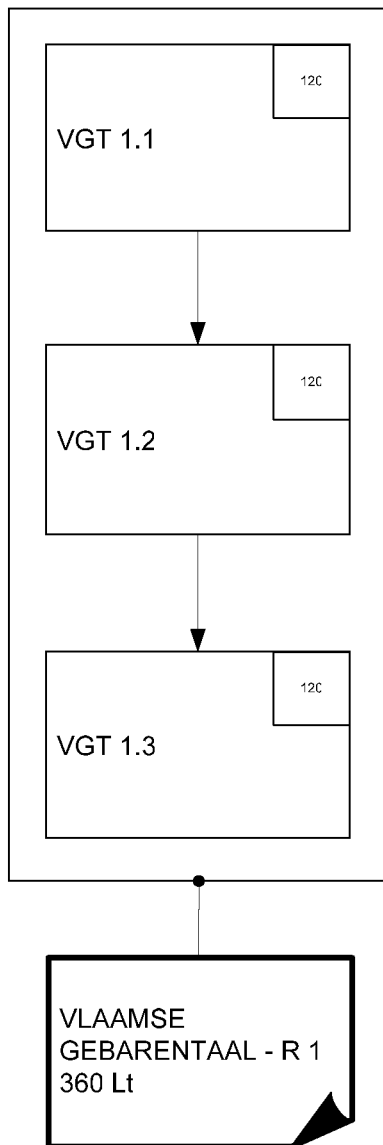 120
VGT 1.1
120
VGT 1.2
120
VGT 1.3
VLAAMSE
GEBARENTAAL - R 1
360 Lt